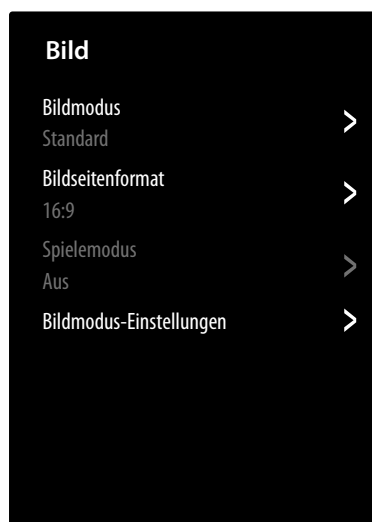 Bild
Bildmodus
Standard
Bildseitenformat
16:9
Spielemodus
Aus
Bildmodus-Einstellungen